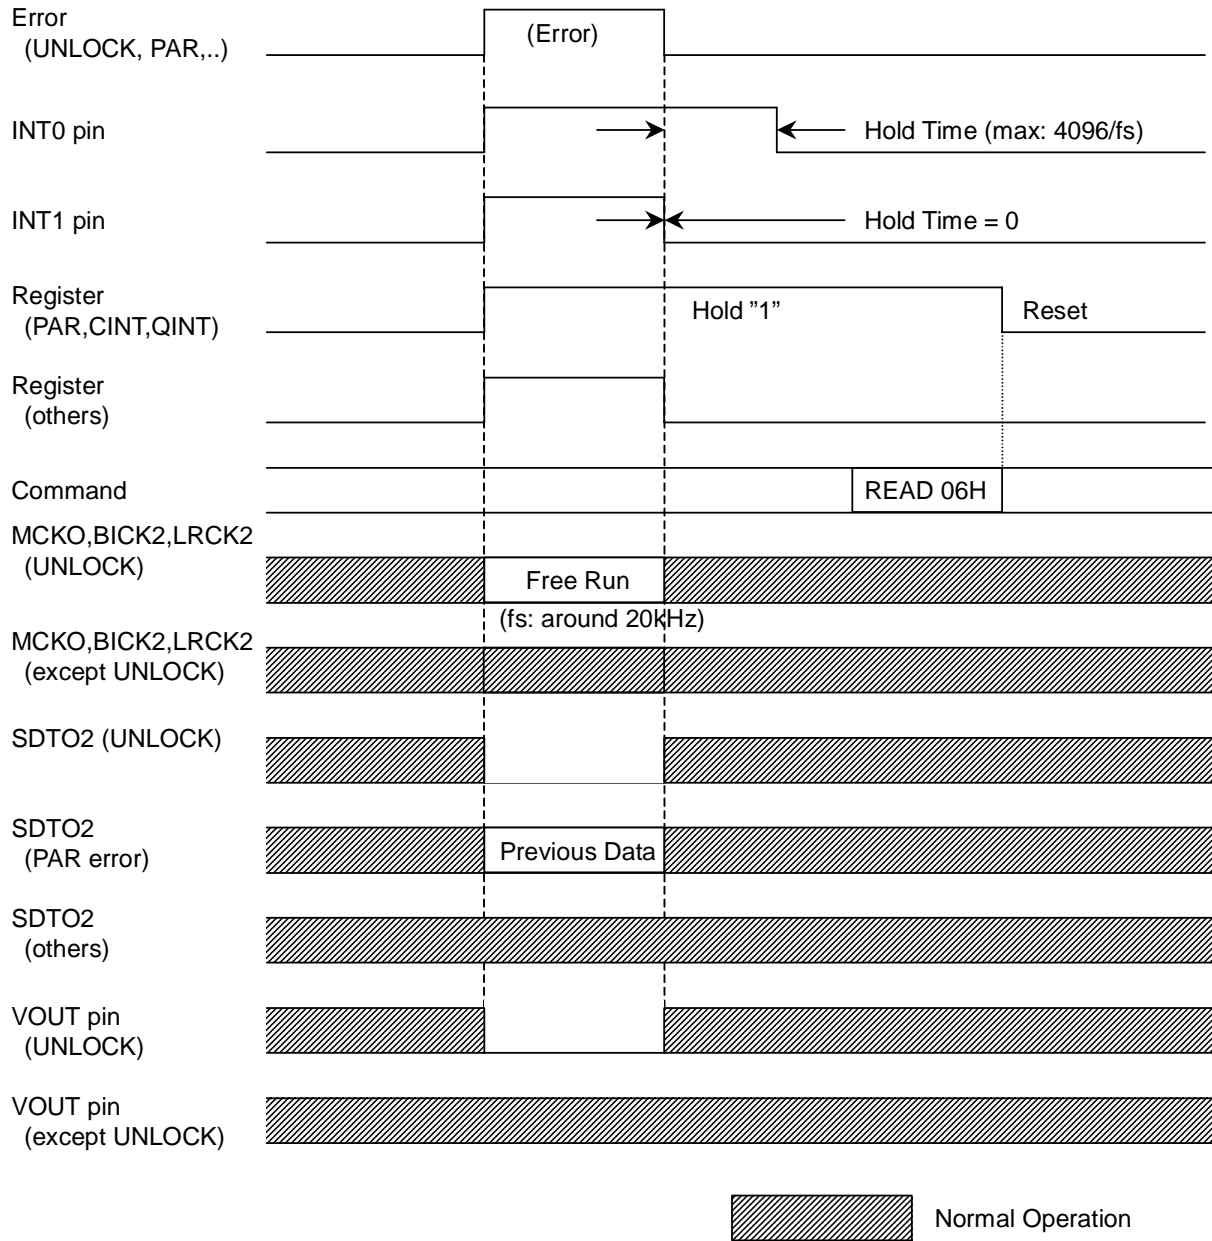 Error
(UNLOCK, PAR,..)
(Error)
INT0 pin
Hold Time (max: 4096/fs)
INT1 pin
Hold Time = 0
Register
(PAR,CINT,QINT)
Hold ”1”
Reset
Register
(others)
Command
READ 06H
MCKO,BICK2,LRCK2
(UNLOCK)
Free Run
(fs: around 20kHz)
MCKO,BICK2,LRCK2
(except UNLOCK)
SDTO2 (UNLOCK)
SDTO2
(PAR error)
Previous Data
SDTO2
(others)
VOUT pin
(UNLOCK)
VOUT pin
(except UNLOCK)
Normal Operation